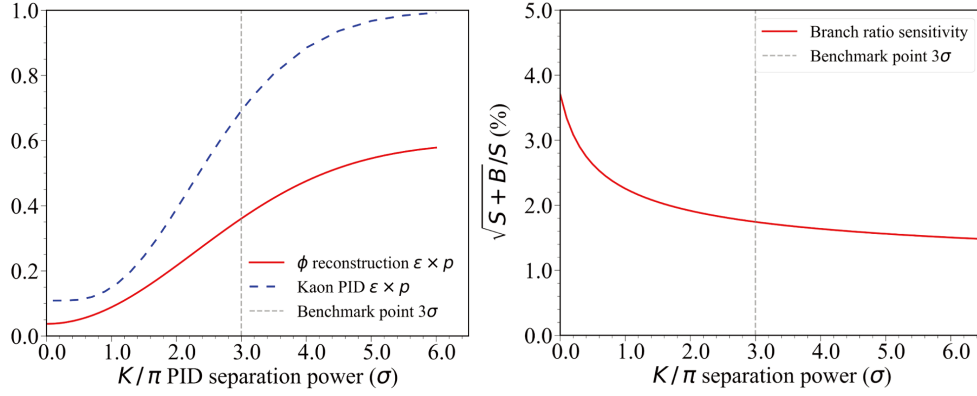 1.0
0.8
0.6
0.4
0.2
0.0
0.0 1.0 2.0 3.0 4.0 5.0 6.0
K/π PID separation power (σ)
ϕ reconstruction ε × p
Kaon PID ε × p
Benchmark point 3σ
√S + B/S (%)
5.0
4.0
3.0
2.0
1.0
0.0
0.0 1.0 2.0 3.0 4.0 5.0 6.0
K/π separation power (σ)
Branch ratio sensitivity
Benchmark point 3σ